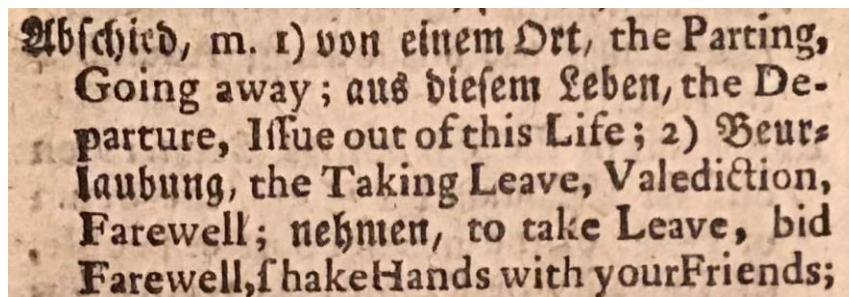 Abſchied, m. 1) von einem Ort, the Parting,
Going away; aus dieſem Leben, the De-
parture, Iſſue out of this Life; 2) Beur⸗
laubung, the Taking Leave, Valediction,
Farewell; nehmen, to take Leave, bid
Farewell, ſhake Hands with your Friends;